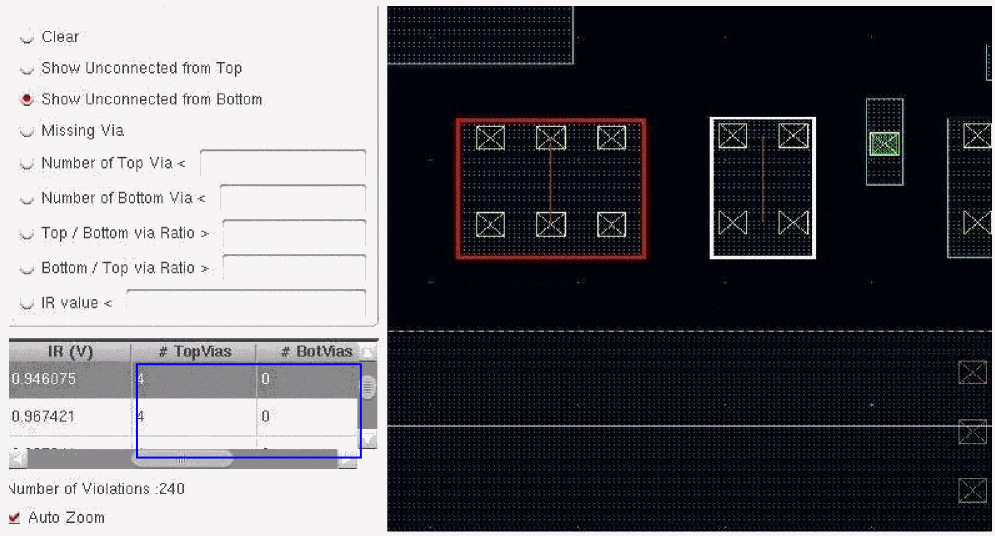 Clear
Show Unconnected from Top
Show Unconnected from Bottom
Missing Via
Number of Top Via <
Number of Bottom Via <
Top / Bottom via Ratio >
Bottom / Top via Ratio >
IR value <
IR (V) # TopVias # BotVias
0.946075 4 0
0.967421 4 0
Number of Violations :240
Auto Zoom